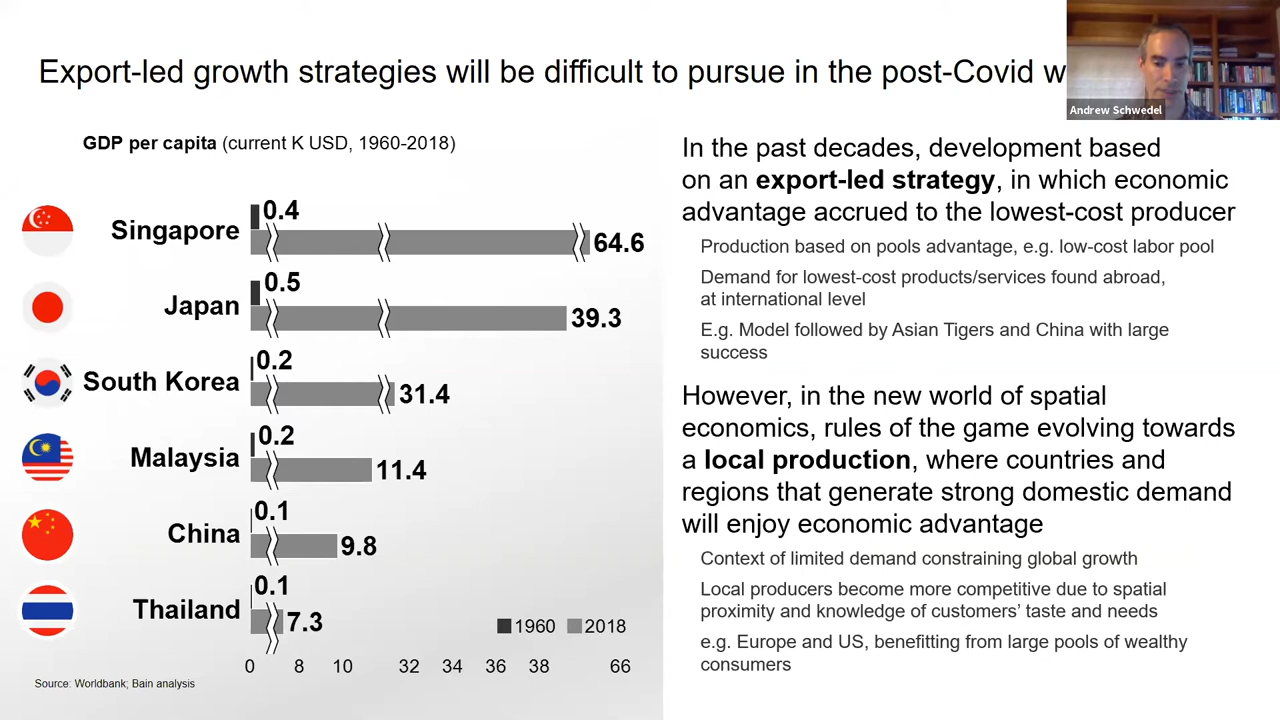 Export-led growth strategies will be difficult to pursue in the post-Covid w
Andrew Schwedel
GDP per capita (current K USD, 1960-2018)
Singapore
0.4
64.6
Japan
0.5
39.3
South Korea
0.2
31.4
Malaysia
0.2
11.4
China
0.1
9.8
Thailand
0.1
7.3
1960 2018
0 8 10 32 34 36 38 66
Source: Worldbank; Bain analysis
In the past decades, development based
on an export-led strategy, in which economic
advantage accrued to the lowest-cost producer
Production based on pools advantage, e.g. low-cost labor pool
Demand for lowest-cost products/services found abroad,
at international level
E.g. Model followed by Asian Tigers and China with large
success
However, in the new world of spatial
economics, rules of the game evolving towards
a local production, where countries and
regions that generate strong domestic demand
will enjoy economic advantage
Context of limited demand constraining global growth
Local producers become more competitive due to spatial
proximity and knowledge of customers' taste and needs
e.g. Europe and US, benefitting from large pools of wealthy
consumers